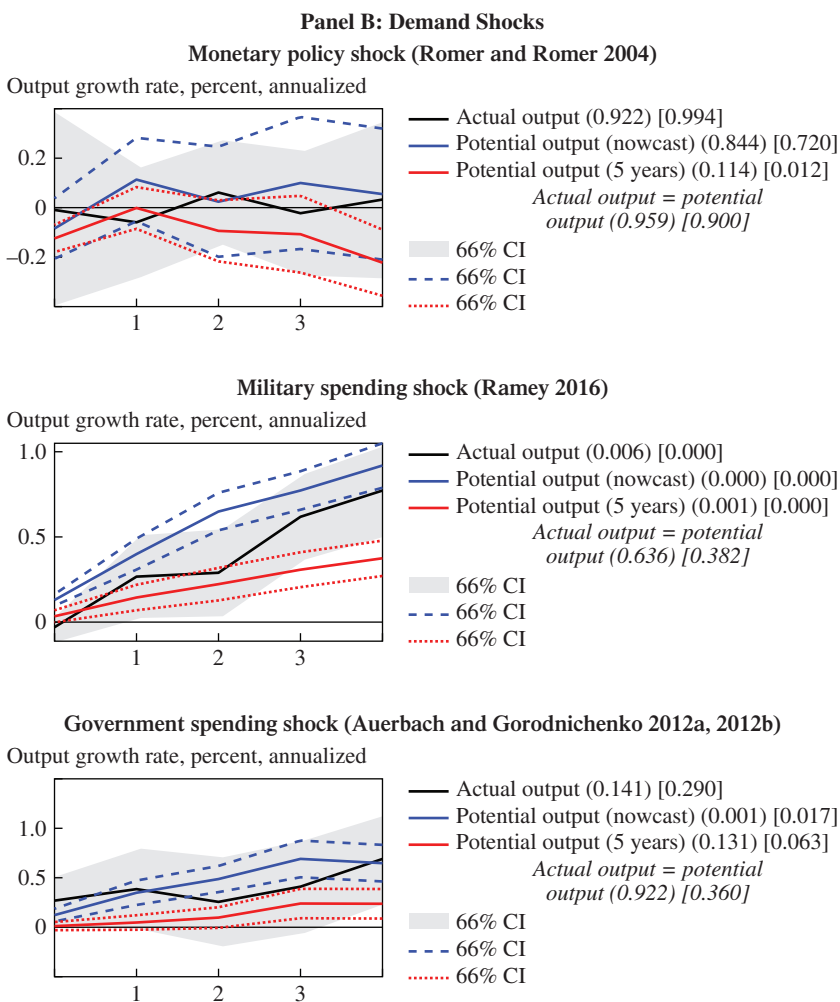 Panel B: Demand Shocks
Monetary policy shock (Romer and Romer 2004)
Output growth rate, percent, annualized
0.2
0
–0.2
1
2
3
Actual output (0.922) [0.994]
Potential output (nowcast) (0.844) [0.720]
Potential output (5 years) (0.114) [0.012]
Actual output = potential
output (0.959) [0.900]
66% CI
66% CI
66% CI
Military spending shock (Ramey 2016)
Output growth rate, percent, annualized
1.0
0.5
0
1
2
3
Actual output (0.006) [0.000]
Potential output (nowcast) (0.000) [0.000]
Potential output (5 years) (0.001) [0.000]
Actual output = potential
output (0.636) [0.382]
66% CI
66% CI
66% CI
Government spending shock (Auerbach and Gorodnichenko 2012a, 2012b)
Output growth rate, percent, annualized
1.0
0.5
0
1
2
3
Actual output (0.141) [0.290]
Potential output (nowcast) (0.001) [0.017]
Potential output (5 years) (0.131) [0.063]
Actual output = potential
output (0.922) [0.360]
66% CI
66% CI
66% CI